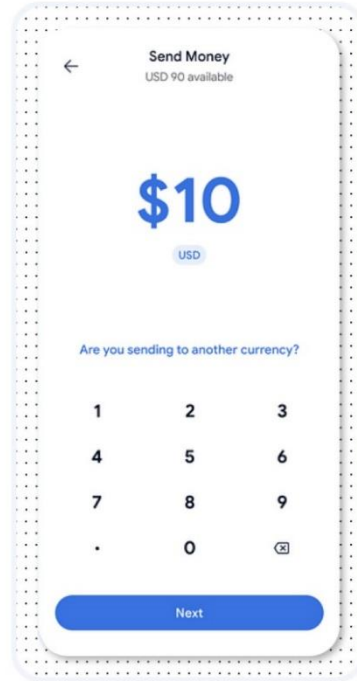 Send Money
USD 90 available
$10
USD
Are you sending to another currency?
1 2 3
4 5 6
7 8 9
. 0
Next